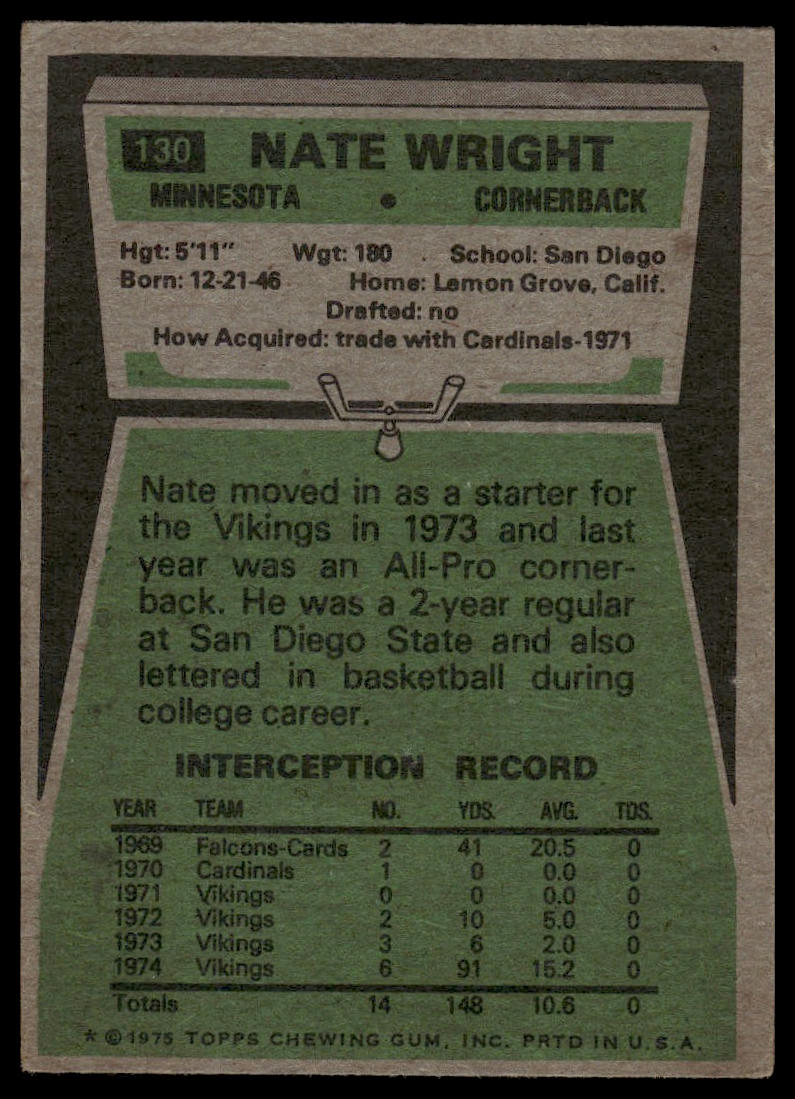 130 NATE WRIGHT
MINNESOTA • CORNERBACK
Hgt: 5'11" Wgt: 180 . School: San Diego
Born: 12-21-46 Home: Lemon Grove, Calif.
Drafted: no
How Acquired: trade with Cardinals-1971
Nate moved in as a starter for
the Vikings in 1973 and last
year was an All-Pro corner-
back. He was a 2-year regular
at San Diego State and also
lettered in basketball during
college career.
INTERCEPTION RECORD
YEAR TEAM NO. YDS. AVG. TDS.
1969 Falcons-Cards 2 41 20.5 0
1970 Cardinals 1 0 0.0 0
1971 Vikings 0 0 0.0 0
1972 Vikings 2 10 5.0 0
1973 Vikings 3 6 2.0 0
1974 Vikings 6 91 15.2 0
Totals 14 148 10.6 0
* © 1975 TOPPS CHEWING GUM, INC. PRTD IN U.S.A.